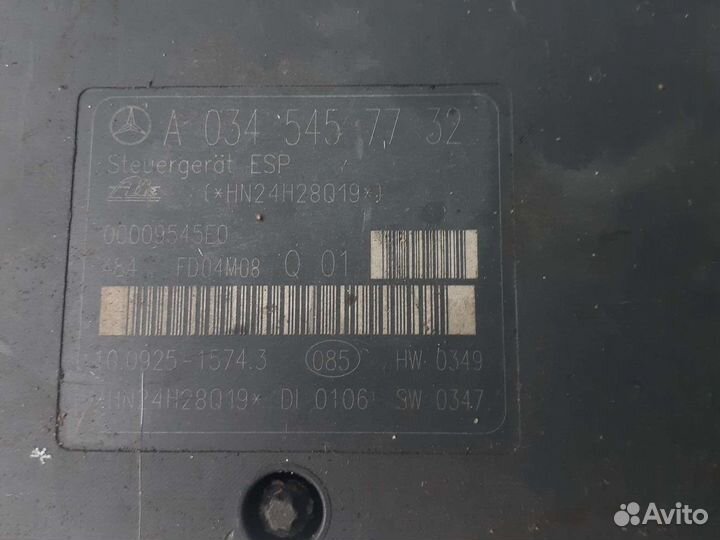 A 034 545 77 32
Steuergerät ESP
(*HN24H28Q19*)
00009545E0
484 FD04M08 Q 01
10.0925-1574.3 085 HW 0349
*HN24H28Q19* DI 0106 SW 0347
Avito